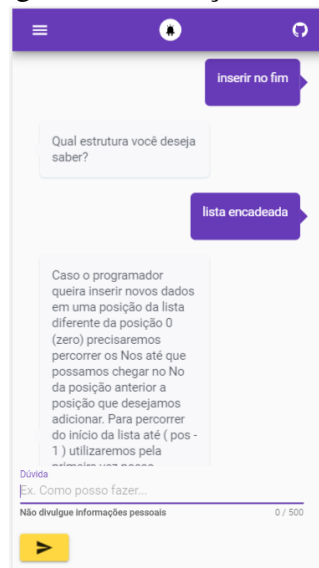 inserir no fim
Qual estrutura você deseja
saber?
lista encadeada
Caso o programador
queira inserir novos dados
em uma posição da lista
diferente da posição 0
(zero) precisaremos
percorrer os Nos até que
possamos chegar no No
da posição anterior a
posição que desejamos
adicionar. Para percorrer
do início da lista até ( pos -
1 ) utilizaremos pela
Dúvida
Ex. Como posso fazer...
Não divulgue informações pessoais 0 / 500